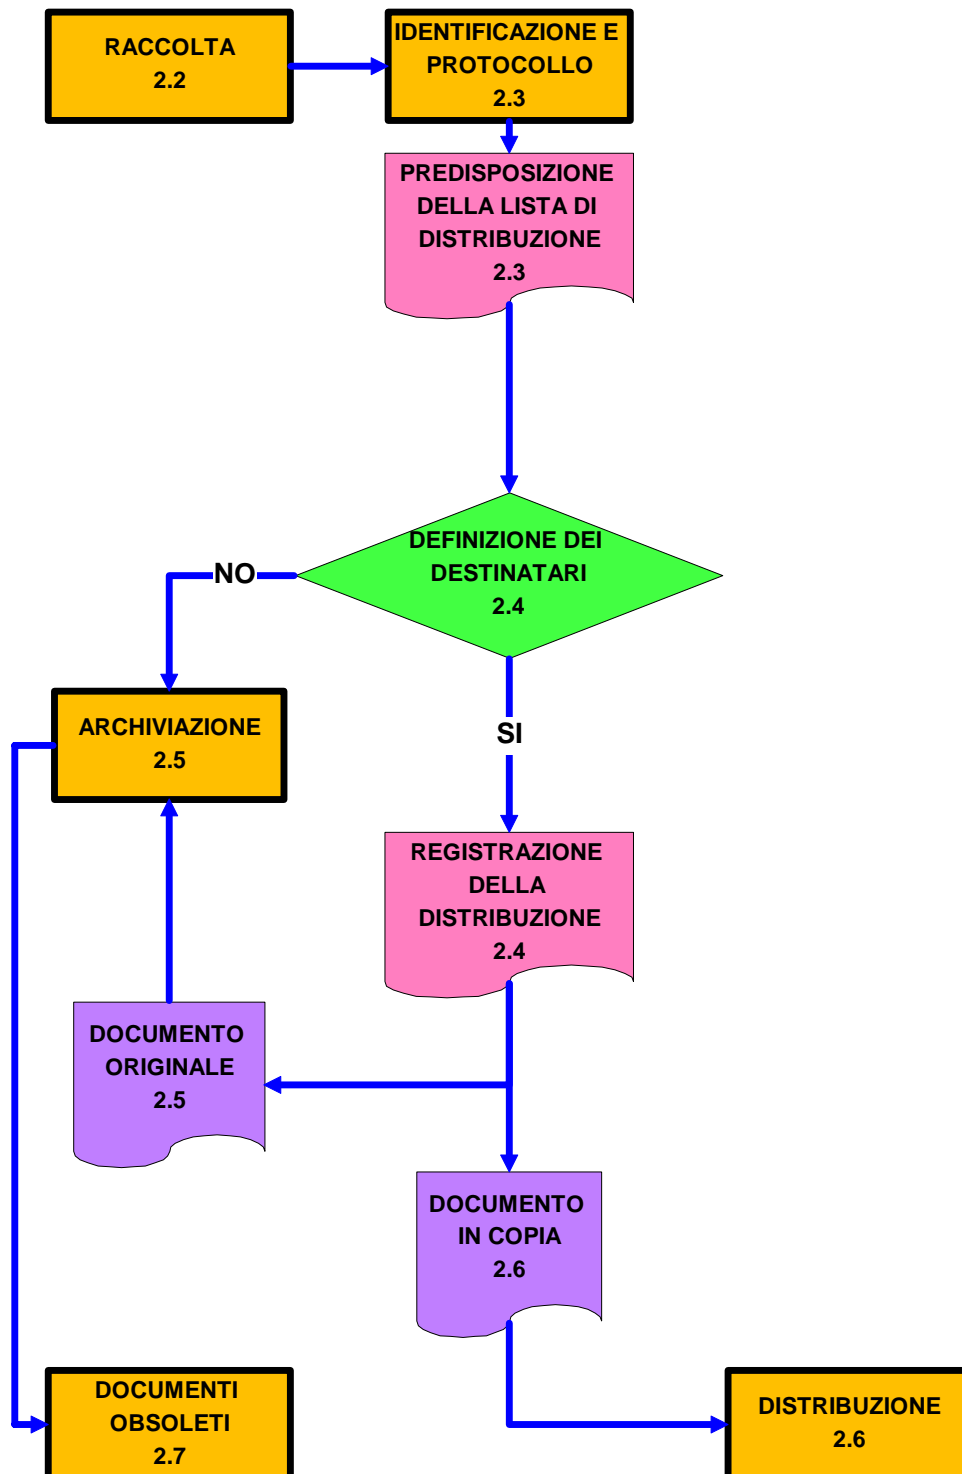 RACCOLTA
2.2
IDENTIFICAZIONE E
PROTOCOLLO
2.3
PREDISPOSIZIONE
DELLA LISTA DI
DISTRIBUZIONE
2.3
DEFINIZIONE DEI
DESTINATARI
2.4
NO
SI
ARCHIVIAZIONE
2.5
REGISTRAZIONE
DELLA
DISTRIBUZIONE
2.4
DOCUMENTO
ORIGINALE
2.5
DOCUMENTO
IN COPIA
2.6
DOCUMENTI
OBSOLETI
2.7
DISTRIBUZIONE
2.6